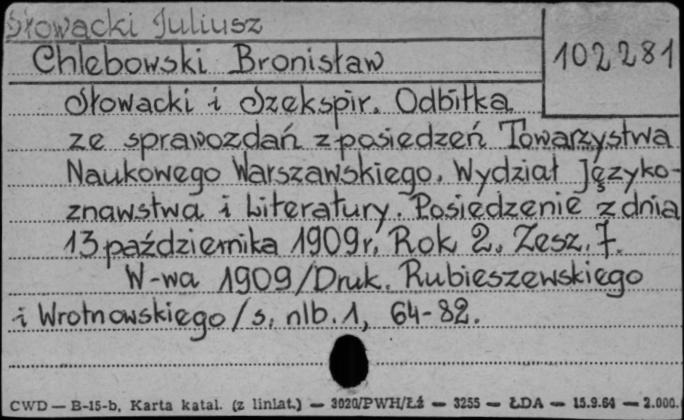 Słowacki Juliusz
Chlebowski Bronisław
102281
Słowacki i Szekspir. Odbitka
ze sprawozdań z posiedzeń Towarzystwa
Naukowego Warszawskiego. Wydział Języko-
znawstwa i Literatury. Posiedzenie z dnia
13 października 1909 r. Rok 2. Zesz. 7.
W-wa 1909 /Druk. Rubieszewskiego
i Wrotnowskiego/ s. nlb. 1, 64-82.
CWD — B-15-b, Karta katal. (z liniat.) — 3020/PWH/Łź — 3255 — ŁDA — 15.9.64 — 2.000.